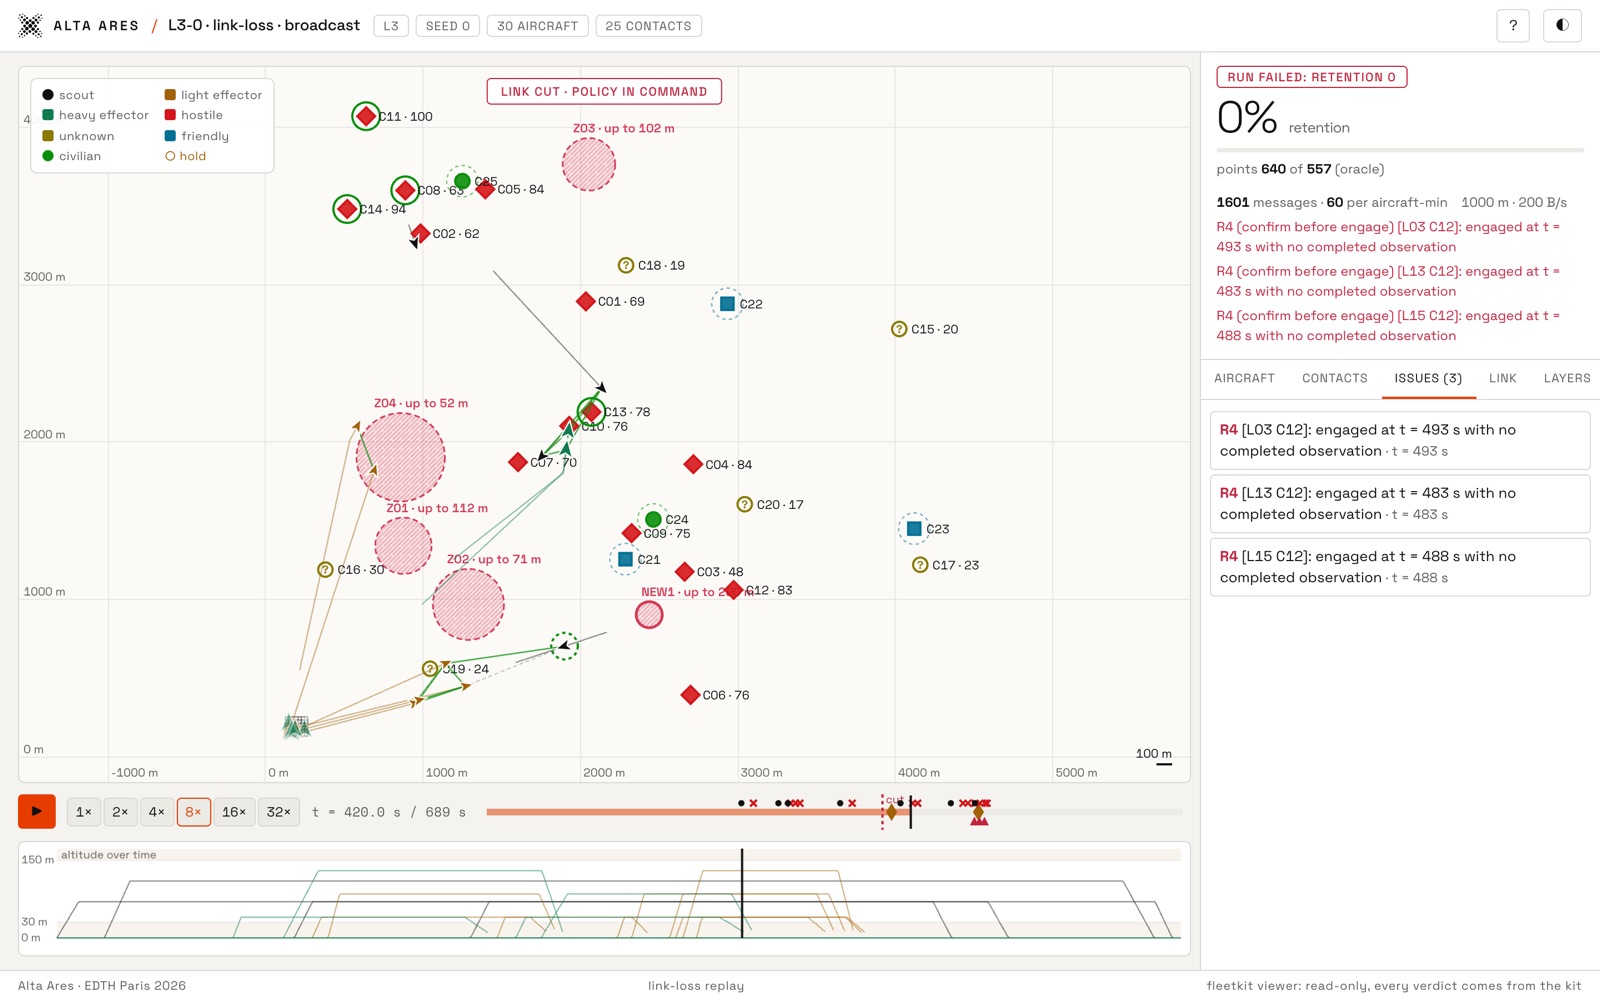 ALTA ARES / L3-0 · link-loss · broadcast L3 SEED 0 30 AIRCRAFT 25 CONTACTS ?
scout light effector
heavy effector hostile
unknown friendly
civilian hold
LINK CUT · POLICY IN COMMAND
C11 · 100
Z03 · up to 102 m
C25
C08 · 63
C05 · 84
C14 · 94
C02 · 62
C18 · 19
3000 m
C01 · 69
C22
C15 · 20
Z04 · up to 52 m
C13 · 78
C10 · 76
2000 m
C07 · 70
C04 · 84
Z01 · up to 112 m
C20 · 17
C24
C09 · 75
C23
Z02 · up to 71 m
C21
C16 · 30
C17 · 23
C03 · 48
1000 m
NEW1 · up to
C12 · 83
C19 · 24
C06 · 76
0 m
100 m
-1000 m 0 m 1000 m 2000 m 3000 m 4000 m 5000 m
1× 2× 4× 8× 16× 32× t = 420.0 s / 689 s
cut
150 m altitude over time
30 m
0 m
RUN FAILED: RETENTION 0
0% retention
points 640 of 557 (oracle)
1601 messages · 60 per aircraft-min 1000 m · 200 B/s
R4 (confirm before engage) [L03 C12]: engaged at t =
493 s with no completed observation
R4 (confirm before engage) [L13 C12]: engaged at t =
483 s with no completed observation
R4 (confirm before engage) [L15 C12]: engaged at t =
488 s with no completed observation
AIRCRAFT CONTACTS ISSUES (3) LINK LAYERS
R4 [L03 C12]: engaged at t = 493 s with no
completed observation · t = 493 s
R4 [L13 C12]: engaged at t = 483 s with no
completed observation · t = 483 s
R4 [L15 C12]: engaged at t = 488 s with no
completed observation · t = 488 s
Alta Ares · EDTH Paris 2026 link-loss replay fleetkit viewer: read-only, every verdict comes from the kit